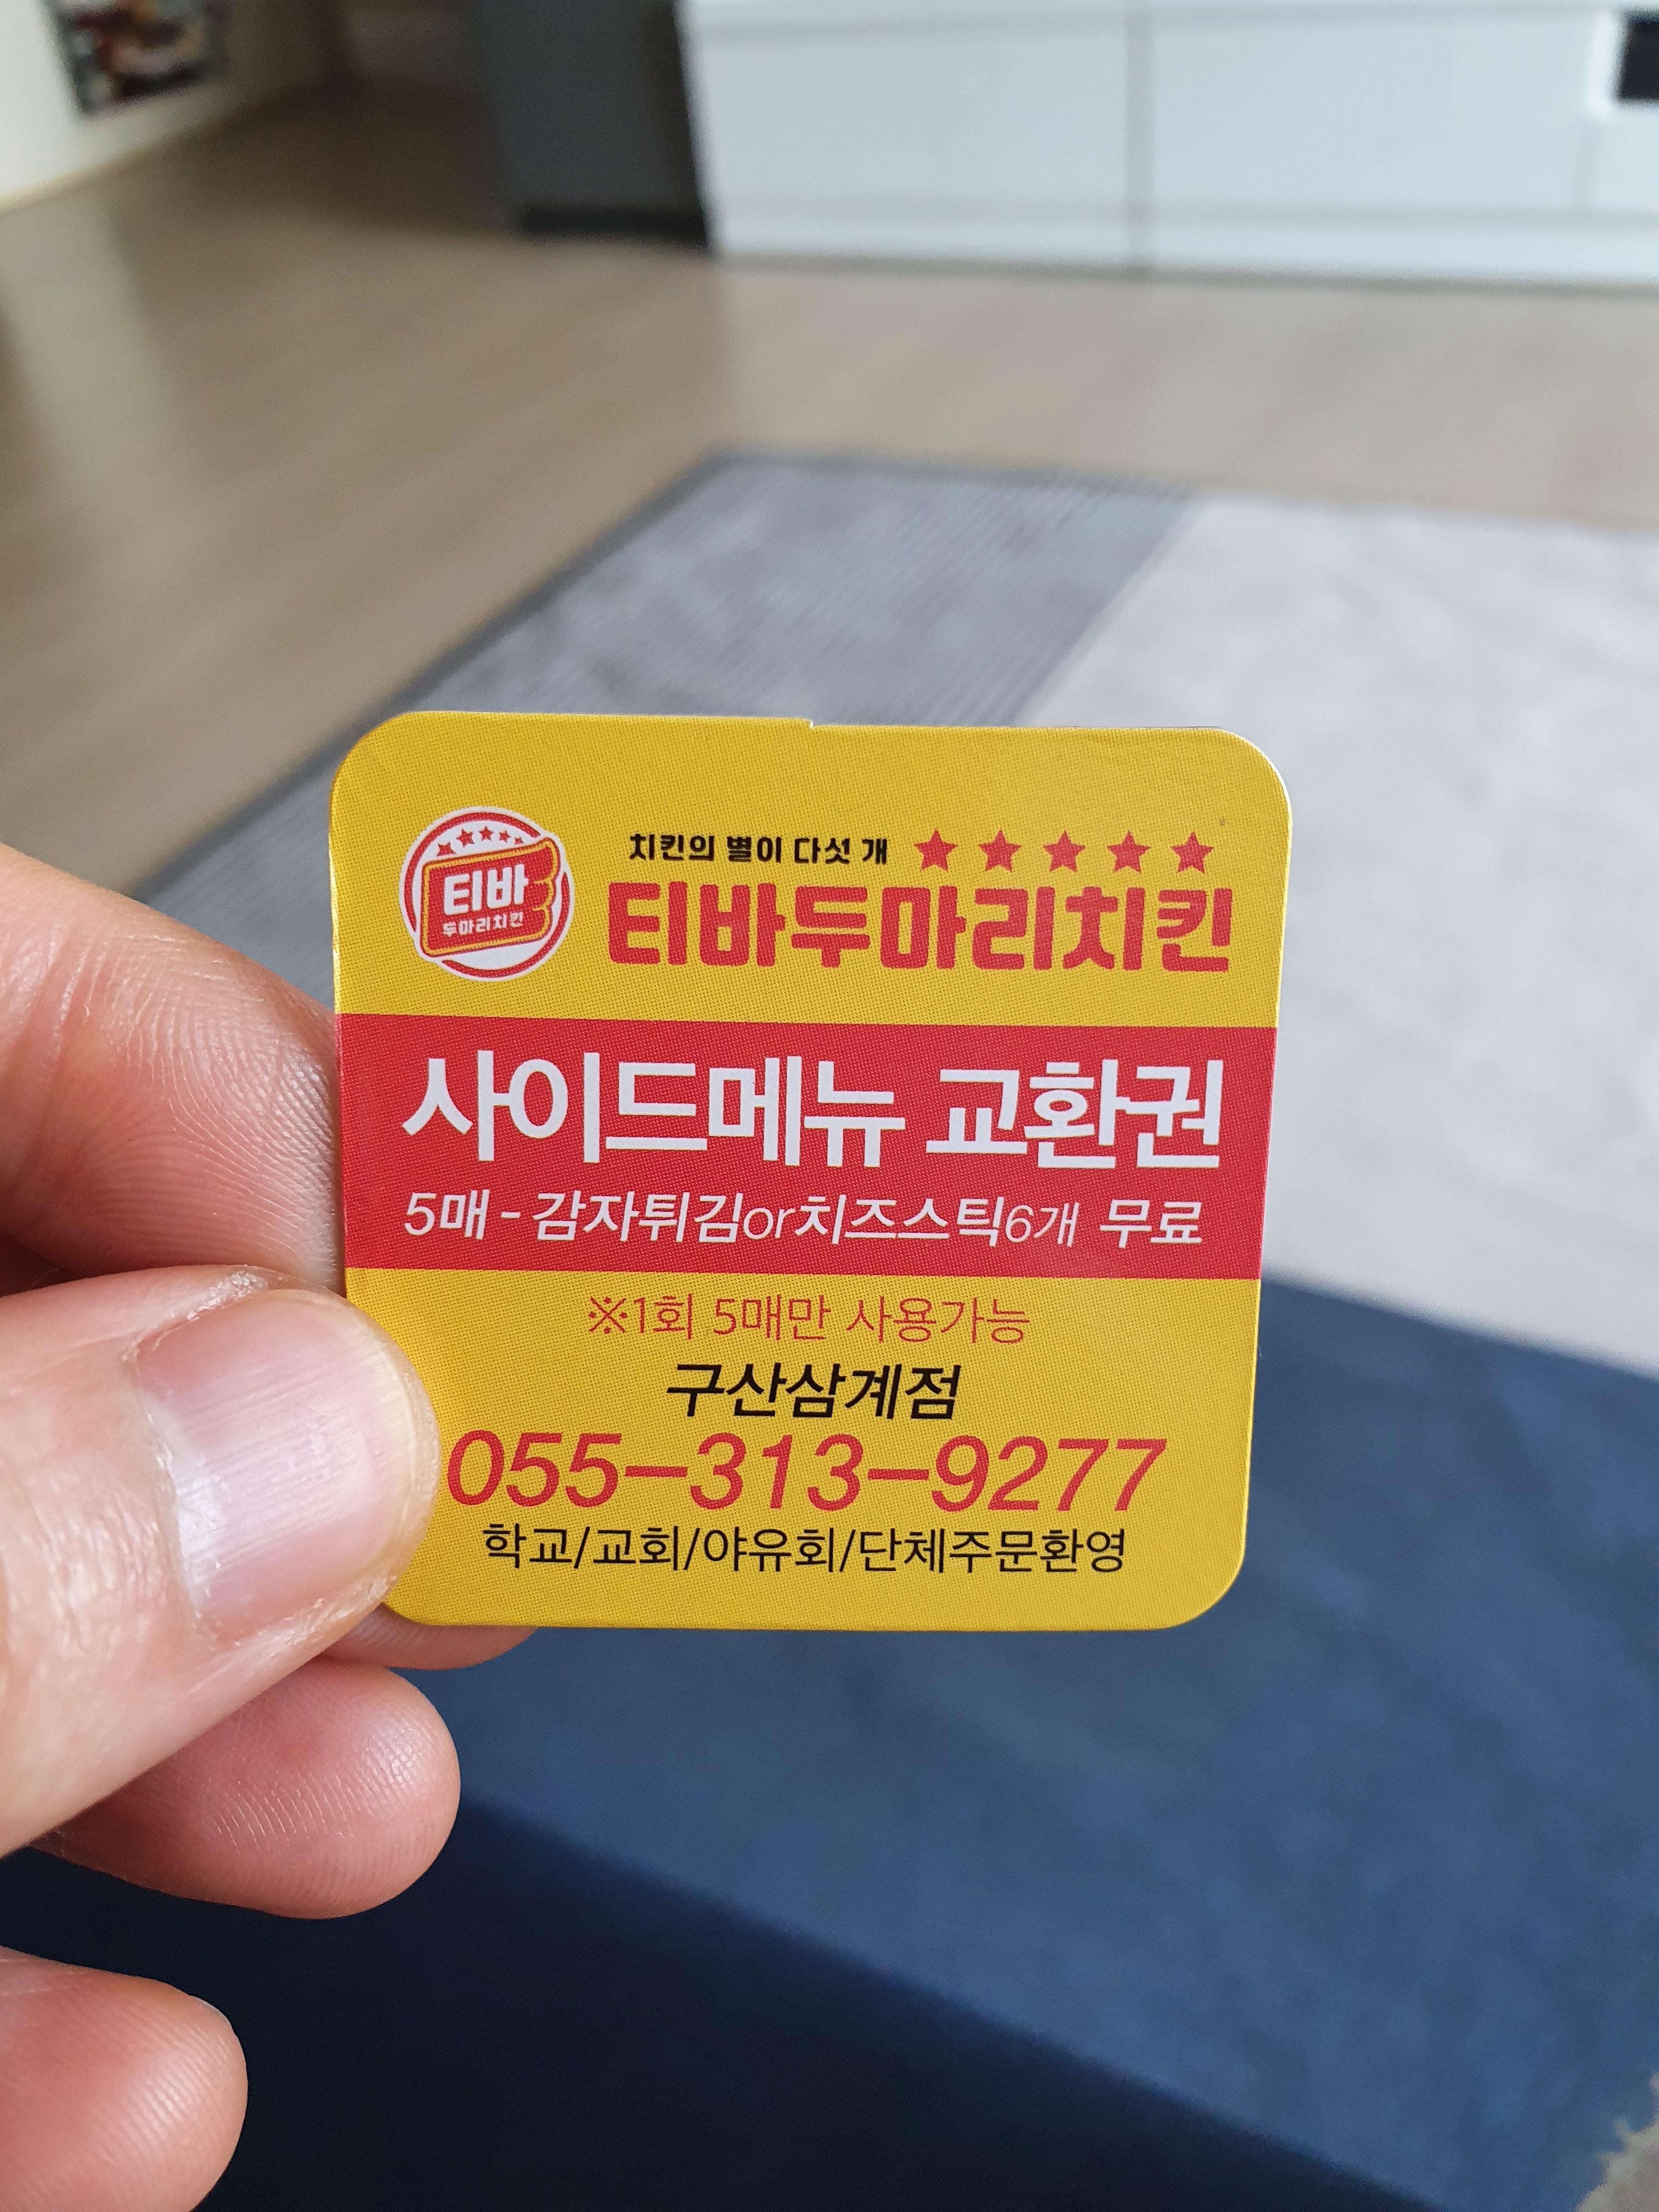 티바
두마리치킨
치킨의 별이 다섯 개 ★★★★★
티바두마리치킨
사이드메뉴 교환권
5매-감자튀김or치즈스틱6개 무료
※1회 5매만 사용가능
구산삼계점
055-313-9277
학교/교회/야유회/단체주문환영